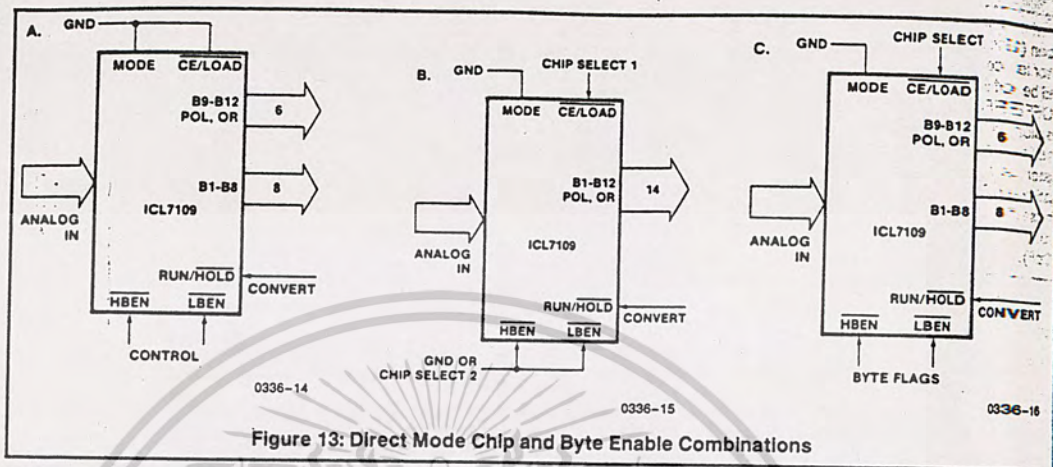 A.
GND
MODE CE/LOAD
B9-B12
POL, OR
6
B1-B8
8
ANALOG
IN
ICL7109
RUN/HOLD
CONVERT
HBEN LBEN
CONTROL
0336-14
B.
GND
CHIP SELECT 1
MODE CE/LOAD
B1-B12
POL, OR
14
ANALOG
IN
ICL7109
RUN/HOLD
CONVERT
HBEN LBEN
GND OR
CHIP SELECT 2
0336-15
C.
GND
CHIP SELECT
MODE CE/LOAD
B9-B12
POL, OR
6
B1-B8
8
ANALOG
IN
ICL7109
RUN/HOLD
CONVERT
HBEN LBEN
BYTE FLAGS
0336-16
Figure 13: Direct Mode Chip and Byte Enable Combinations